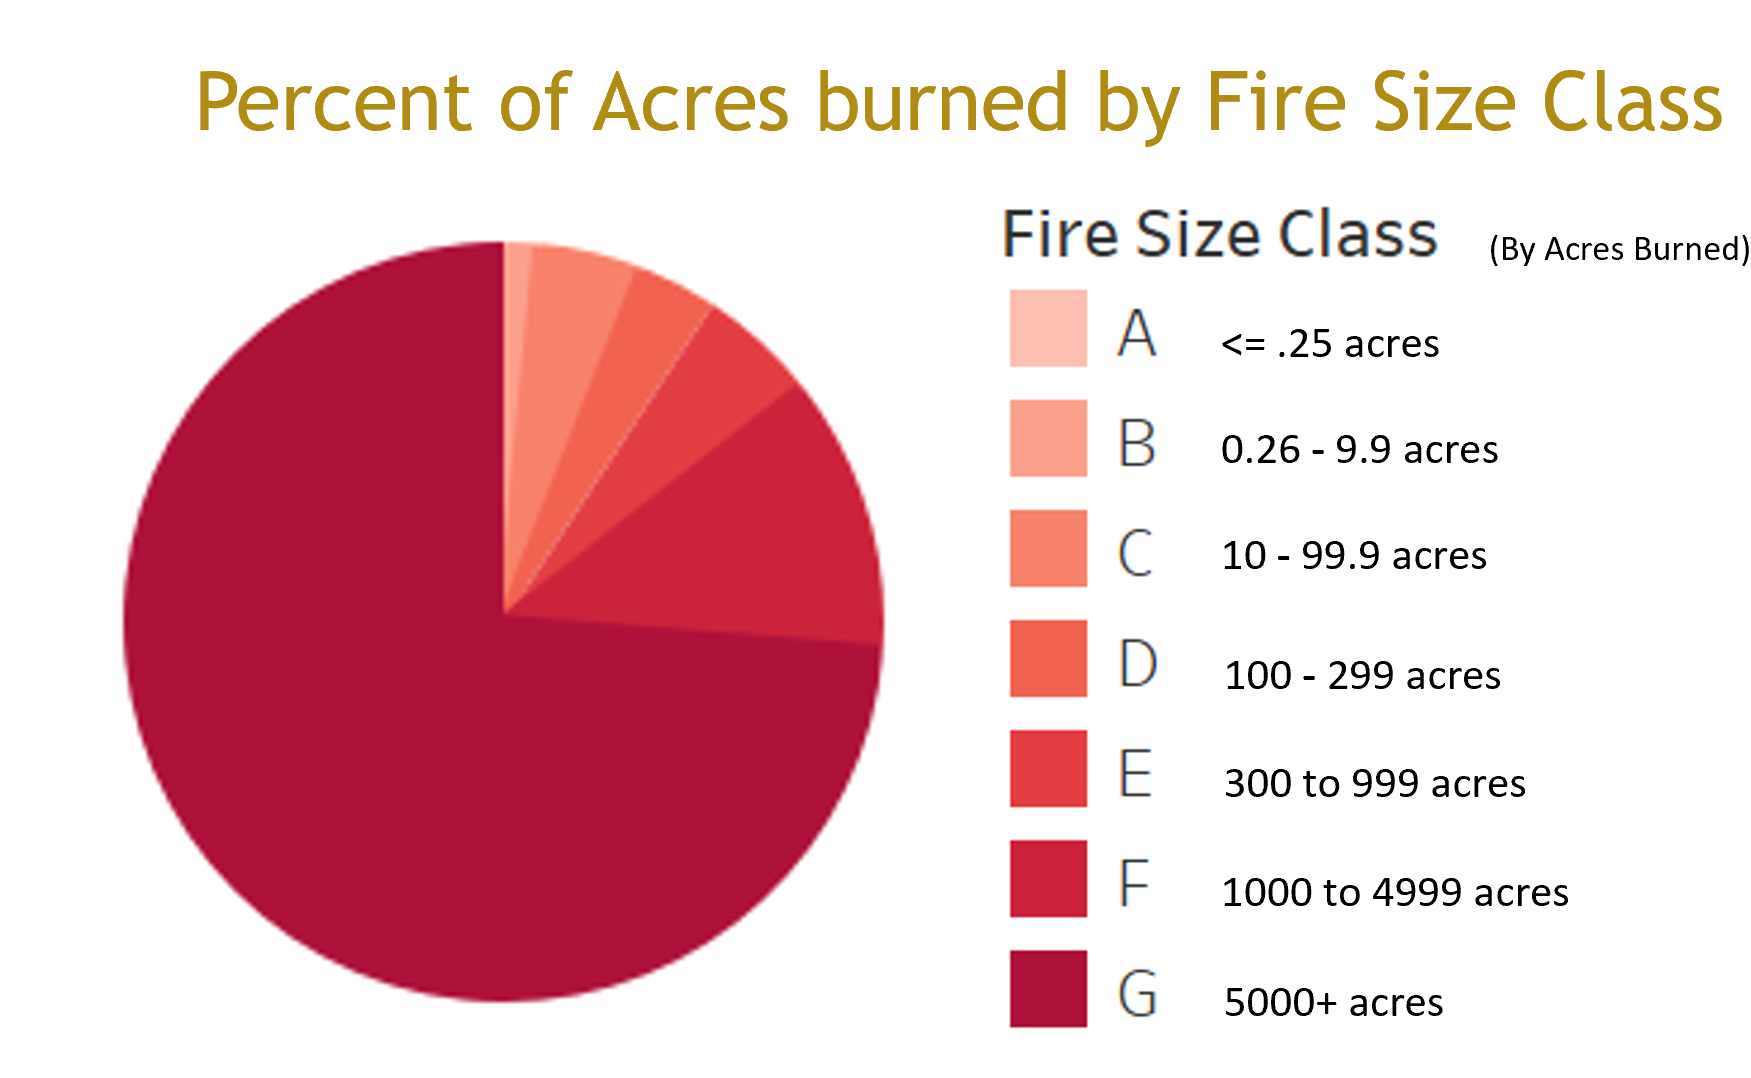 Percent of Acres burned by Fire Size Class
Fire Size Class (By Acres Burned)
A <= .25 acres
B 0.26 - 9.9 acres
C 10 - 99.9 acres
D 100 - 299 acres
E 300 to 999 acres
F 1000 to 4999 acres
G 5000+ acres